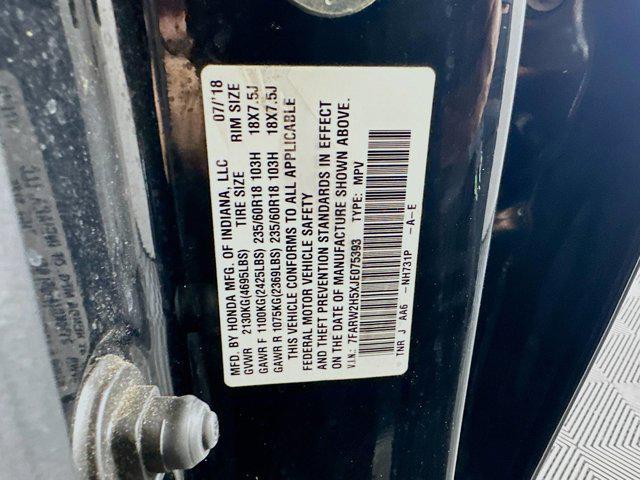 MFD. BY HONDA MFG. OF INDIANA, LLC 07/'18
GVWR 2130KG(4695LBS) TIRE SIZE RIM SIZE
GAWR F 1100KG(2425LBS) 235/60R18 103H 18X7.5J
GAWR R 1075KG(2369LBS) 235/60R18 103H 18X7.5J
THIS VEHICLE CONFORMS TO ALL APPLICABLE
FEDERAL MOTOR VEHICLE SAFETY
AND THEFT PREVENTION STANDARDS IN EFFECT
ON THE DATE OF MANUFACTURE SHOWN ABOVE.
V.I.N: 7FARW2H5XJE075393 TYPE: MPV
TNR J AA6 -NH731P -A-E